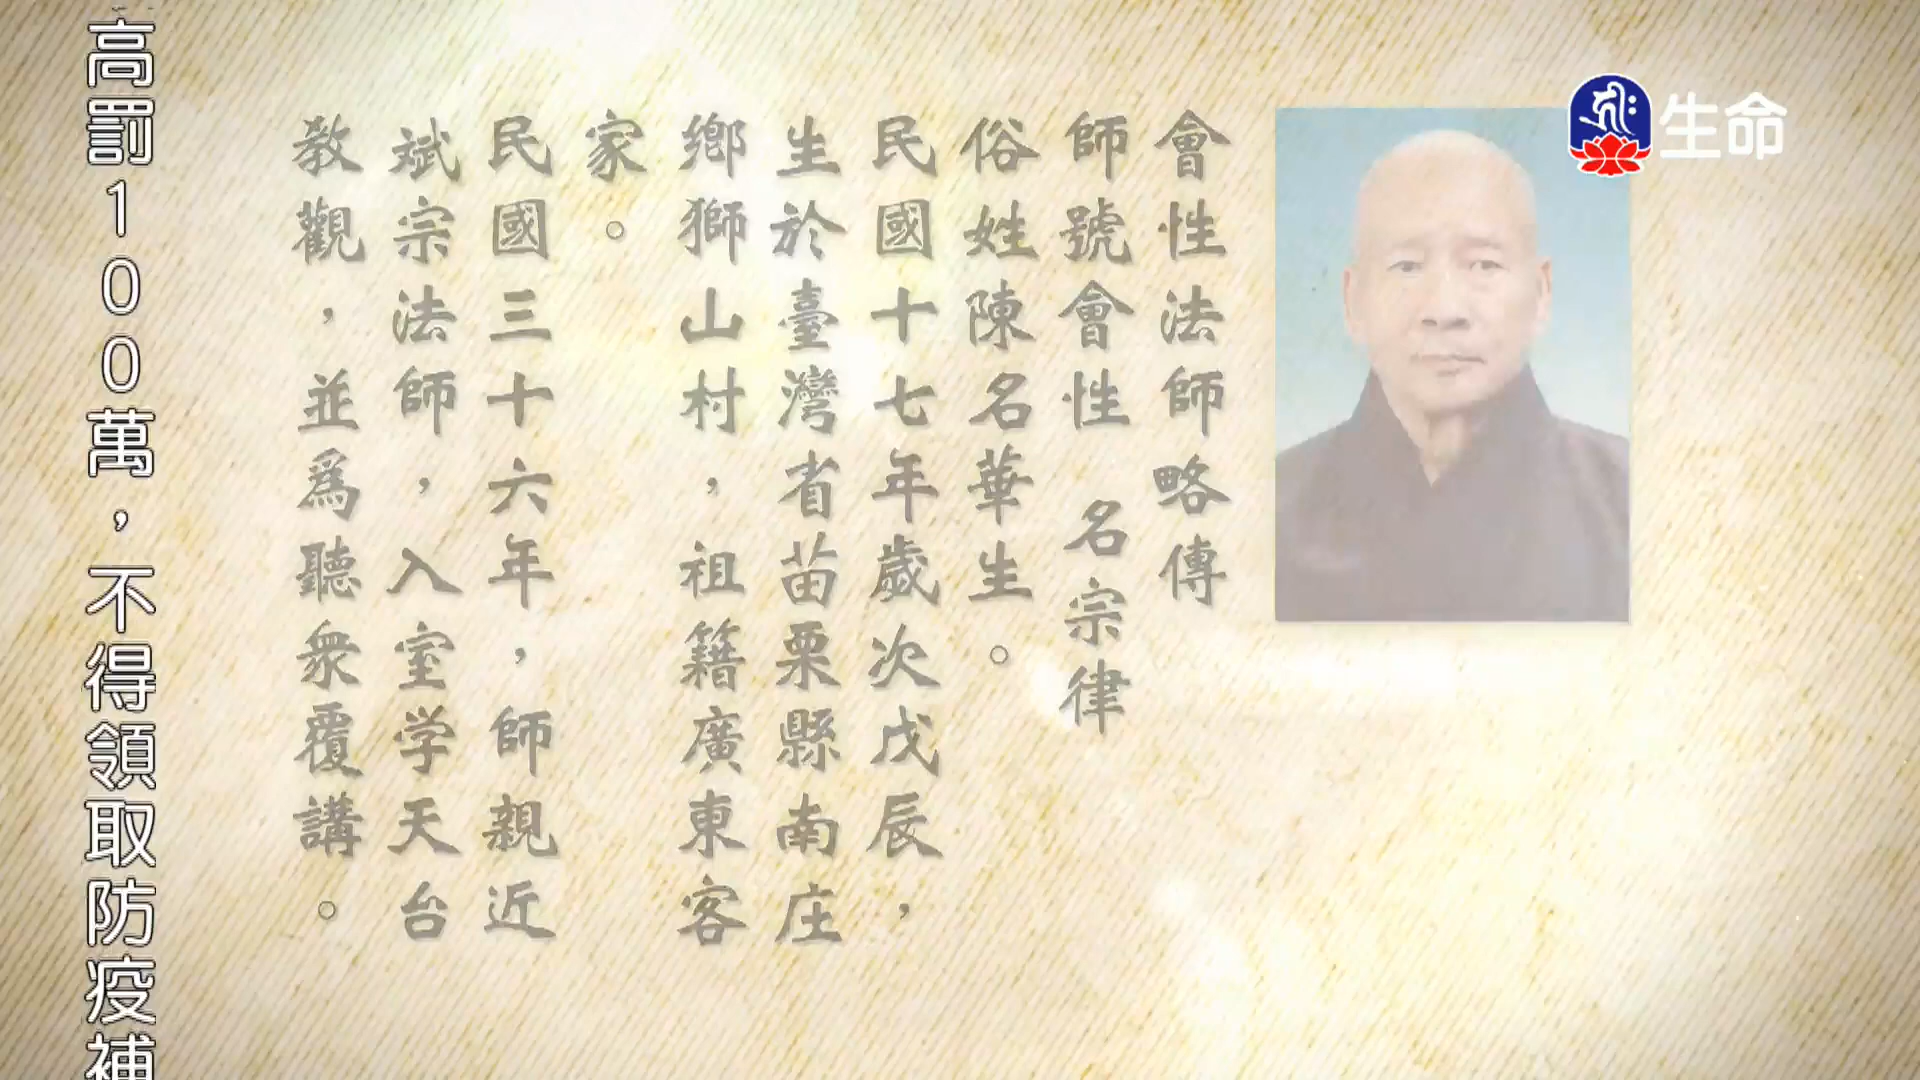 會性法師略傳
師號會性 名宗律
俗姓陳名華生。
民國十七年歲次戊辰，
生於臺灣省苗栗縣南庄
鄉獅山村，祖籍廣東客
家。
民國三十六年，師親近
斌宗法師，入室学天台
教觀，並為聽衆覆講。
生命
高罰100萬，不得領取防疫補